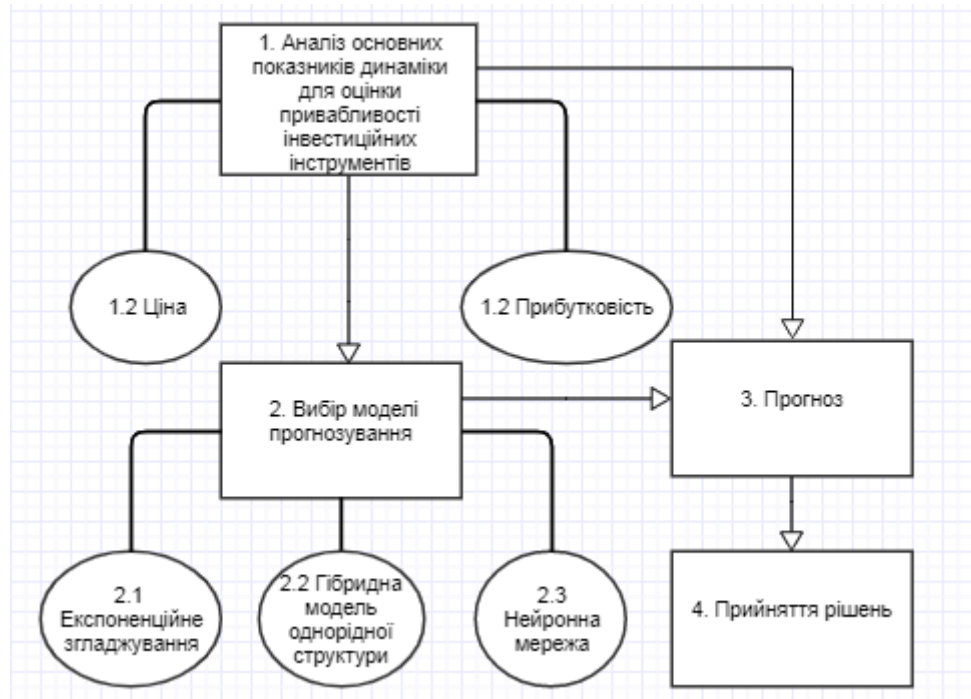 1. Аналіз основних
показників динаміки
для оцінки
привабливості
інвестиційних
інструментів
1.2 Ціна
1.2 Прибутковість
2. Вибір моделі
прогнозування
3. Прогноз
2.1
Експоненційне
згладжування
2.2 Гібридна
модель
однорідної
структури
2.3
Нейронна
мережа
4. Прийняття рішень